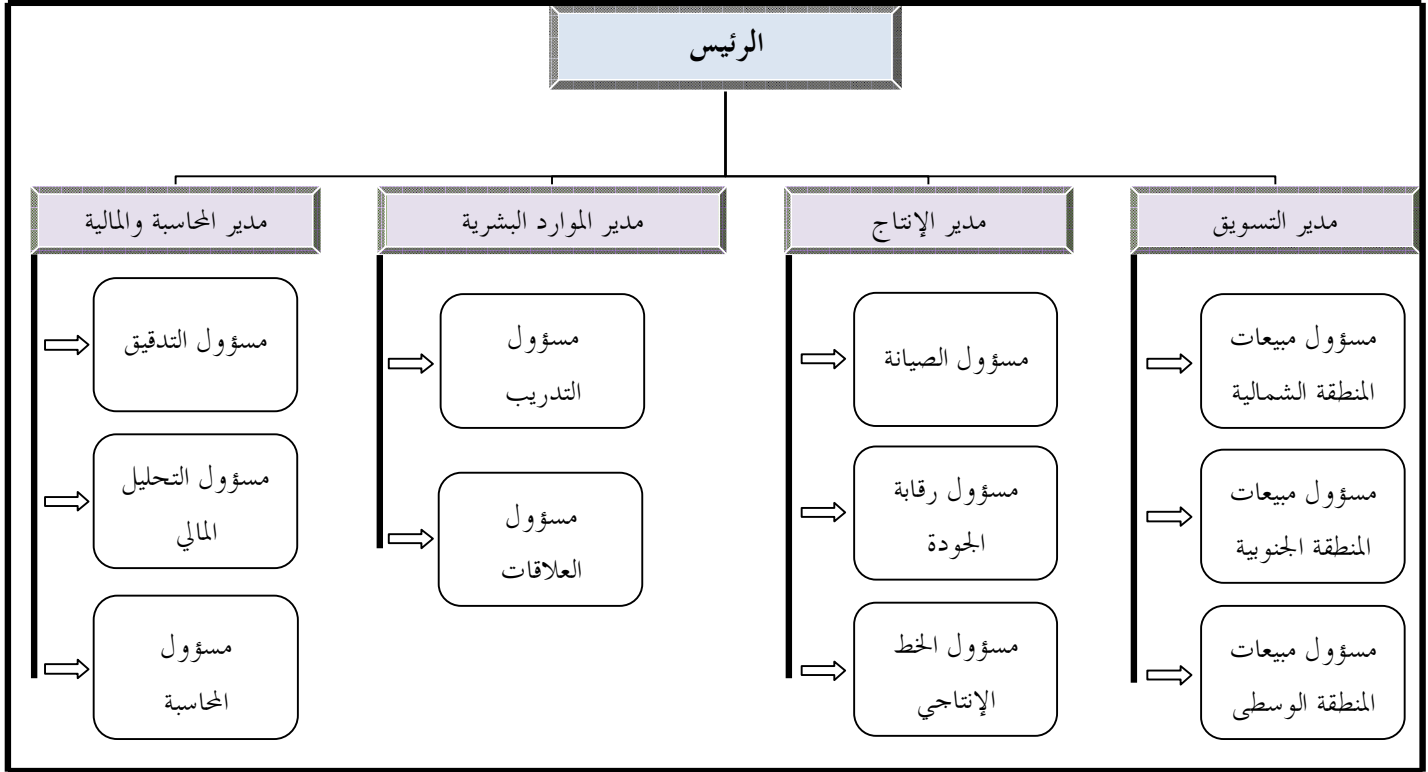 الرئيس
مدير التسويق
مدير الإنتاج
مدير الموارد البشرية
مدير المحاسبة والمالية
مسؤول مبيعات
المنطقة الشمالية
مسؤول مبيعات
المنطقة الجنوبية
مسؤول مبيعات
المنطقة الوسطى
مسؤول الصيانة
مسؤول رقابة
الجودة
مسؤول الخط
الإنتاجي
مسؤول
التدريب
مسؤول
العلاقات
مسؤول التدقيق
مسؤول التحليل
المالي
مسؤول
المحاسبة